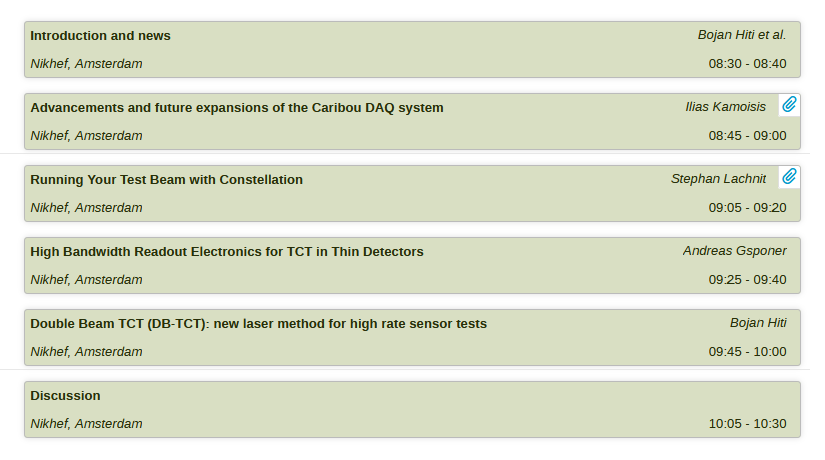 Introduction and news Bojan Hiti et al.
Nikhef, Amsterdam 08:30 - 08:40
Advancements and future expansions of the Caribou DAQ system Ilias Kamoisis
Nikhef, Amsterdam 08:45 - 09:00
Running Your Test Beam with Constellation Stephan Lachnit
Nikhef, Amsterdam 09:05 - 09:20
High Bandwidth Readout Electronics for TCT in Thin Detectors Andreas Gsponer
Nikhef, Amsterdam 09:25 - 09:40
Double Beam TCT (DB-TCT): new laser method for high rate sensor tests Bojan Hiti
Nikhef, Amsterdam 09:45 - 10:00
Discussion
Nikhef, Amsterdam 10:05 - 10:30